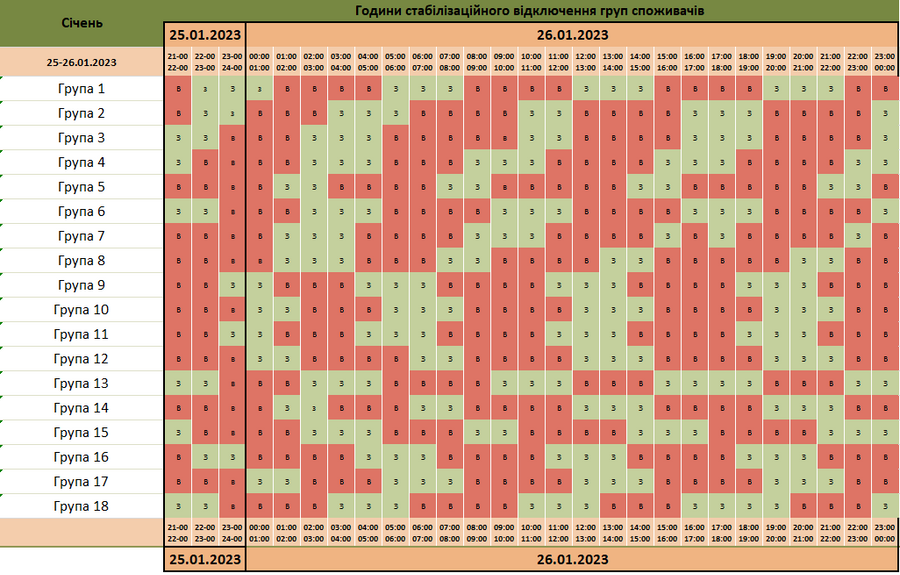 Січень
Години стабілізаційного відключення груп споживачів
25.01.2023 26.01.2023
25-26.01.2023
21-00 22-00 23-00 00:00 01:00 02:00 03:00 04:00 05:00 06:00 07:00 08:00 09:00 10:00 11:00 12:00 13:00 14:00 15:00 16:00 17:00 18:00 19:00 20:00 21:00 22:00 23:00
22-00 23-00 24-00 01:00 02:00 03:00 04:00 05:00 06:00 07:00 08:00 09:00 10:00 11:00 12:00 13:00 14:00 15:00 16:00 17:00 18:00 19:00 20:00 21:00 22:00 23:00 00:00
Група 1 в з з з в в в в з з з в в в в з з з в в в в з з з в в
Група 2 в з з в в в з з з в в в в з з в в в в з з з в в в в з
Група 3 з з в в в з з з в в в в в з з в в в в з з з в в в в з
Група 4 з в в в в з з з в в в з з з з в в в з з з в в в в з з
Група 5 в в в в з з в в в в з з в в в в в з з в в в в в з з в
Група 6 з з в в в з з з в в в в з з з в в в в з з з в в в в з
Група 7 в в в в з з з в в в з з з з в в в в з в з в в в в з в
Група 8 в в в в з з з в з з з з в в в в з з в в в в в з з в в
Група 9 в в з з з в в з з з в в в в з з з в в в в з з з в в в
Група 10 в в в з з в в в з з з в в в в з з з в в в в з з з в в
Група 11 в в з з в в в з з з в в в в з з з в в в в з з з в в в
Група 12 в в в з з в в в в з з в в в в з з з в в в в з з з в в
Група 13 з з в в в з з з в в в в з з з в в в з з з з в в в з з
Група 14 в в в в з з в в в з з в в в в з з з в в в в з з з в в
Група 15 з в в в в з з з в в в з з в в в в з з з в в в в з з з
Група 16 в з з в в в в з з з в в в в з з з в в в в з з з в в в
Група 17 в в в з з в в в з з з в в в в з з з в в в в з з з в в
Група 18 з з в в в в з з з в в в в з з з в в в з з з з в в в з
21-00 22-00 23-00 00:00 01:00 02:00 03:00 04:00 05:00 06:00 07:00 08:00 09:00 10:00 11:00 12:00 13:00 14:00 15:00 16:00 17:00 18:00 19:00 20:00 21:00 22:00 23:00
22-00 23-00 24-00 01:00 02:00 03:00 04:00 05:00 06:00 07:00 08:00 09:00 10:00 11:00 12:00 13:00 14:00 15:00 16:00 17:00 18:00 19:00 20:00 21:00 22:00 23:00 00:00
25.01.2023 26.01.2023